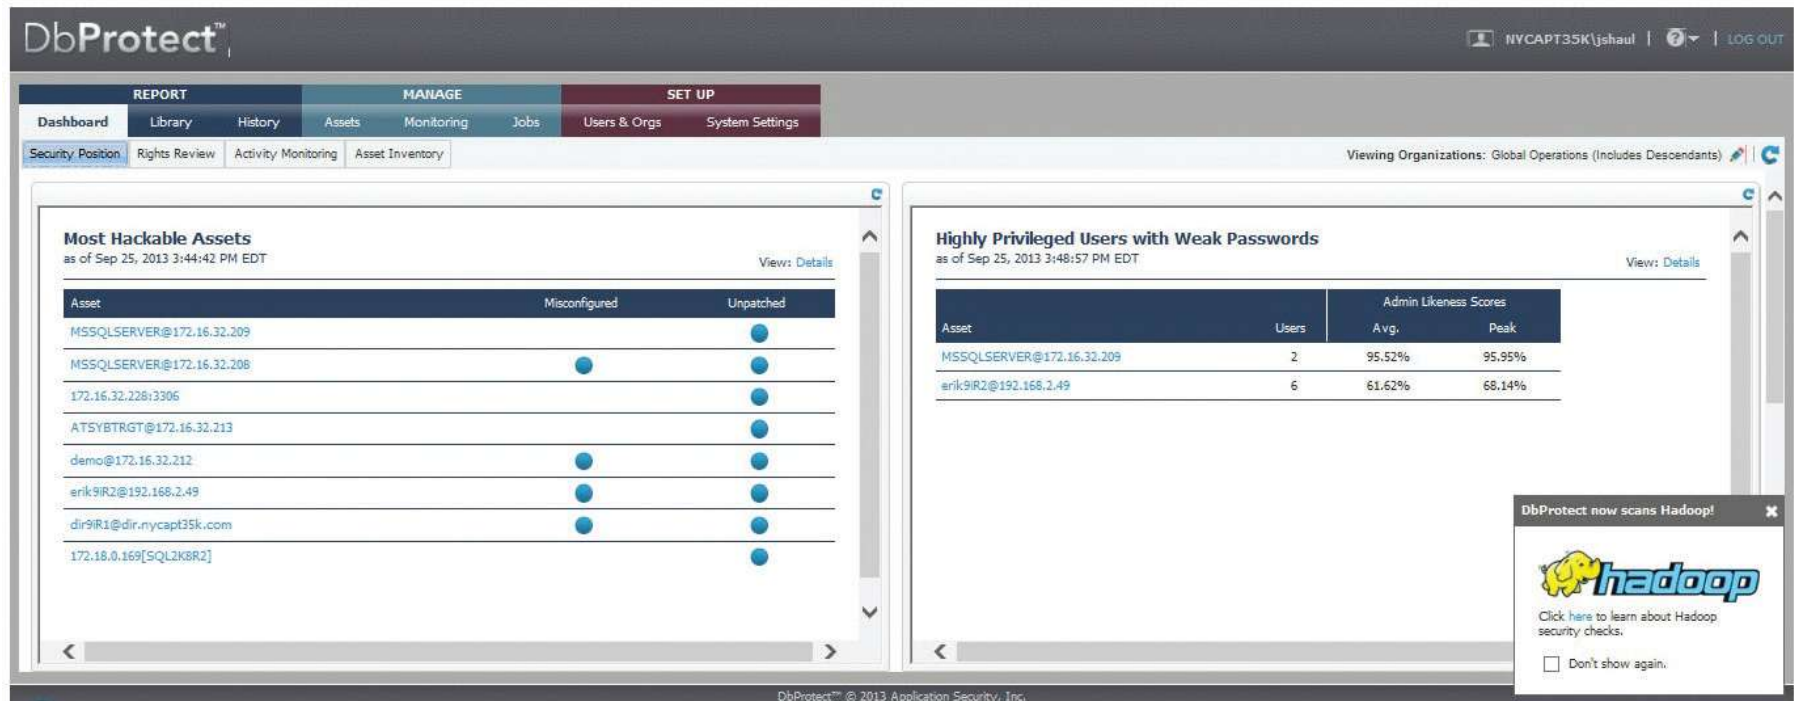 DbProtect™
NYCAPT35K\jshaul | ? | LOG OUT
REPORT MANAGE SET UP
Dashboard Library History Assets Monitoring Jobs Users & Orgs System Settings
Security Position Rights Review Activity Monitoring Asset Inventory
Viewing Organizations: Global Operations (Includes Descendants)
Most Hackable Assets
as of Sep 25, 2013 3:44:42 PM EDT
View: Details
Asset Misconfigured Unpatched
MSSQLSERVER@172.16.32.209
MSSQLSERVER@172.16.32.208
172.16.32.228:3306
ATSYBTRGT@172.16.32.213
demo@172.16.32.212
erik9iR2@192.168.2.49
dir9iR1@dir.nycapt35k.com
172.18.0.169[SQL2K8R2]
Highly Privileged Users with Weak Passwords
as of Sep 25, 2013 3:48:57 PM EDT
View: Details
Admin Likeness Scores
Asset Users Avg. Peak
MSSQLSERVER@172.16.32.209 2 95.52% 95.95%
erik9iR2@192.168.2.49 6 61.62% 68.14%
DbProtect now scans Hadoop!
hadoop
Click here to learn about Hadoop
security checks.
Don't show again.
DbProtect™ © 2013 Application Security, Inc.